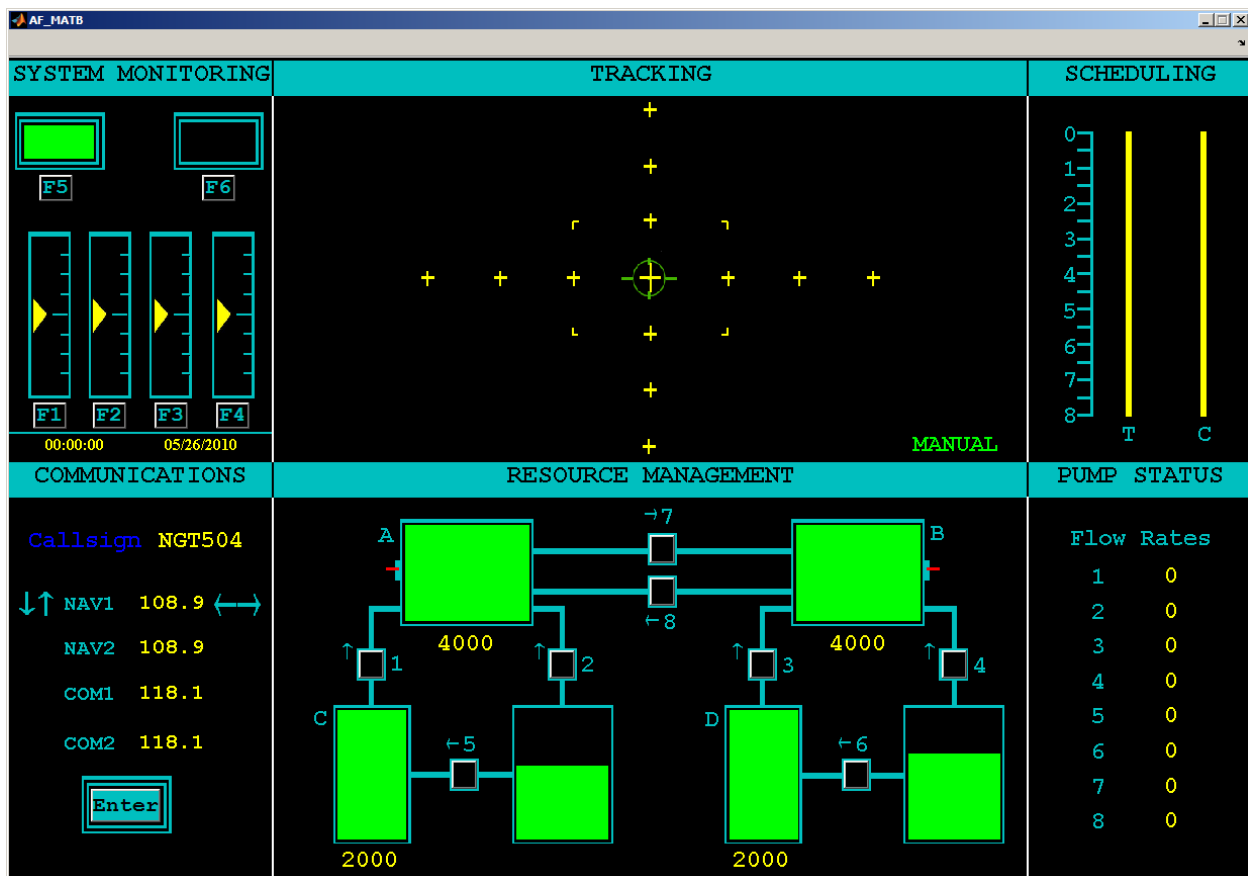 AF_MATB
SYSTEM MONITORING
F5 F6
F1 F2 F3 F4
00:00:00 05/26/2010
TRACKING
MANUAL
SCHEDULING
0
1
2
3
4
5
6
7
8
T C
COMMUNICATIONS
Callsign NGT504
↓↑ NAV1 108.9 ←→
NAV2 108.9
COM1 118.1
COM2 118.1
Enter
RESOURCE MANAGEMENT
→7
A B
←8
4000 4000
↑ 1 ↑ 2 ↑ 3 ↑ 4
C D
←5 ←6
2000 2000
PUMP STATUS
Flow Rates
1 0
2 0
3 0
4 0
5 0
6 0
7 0
8 0